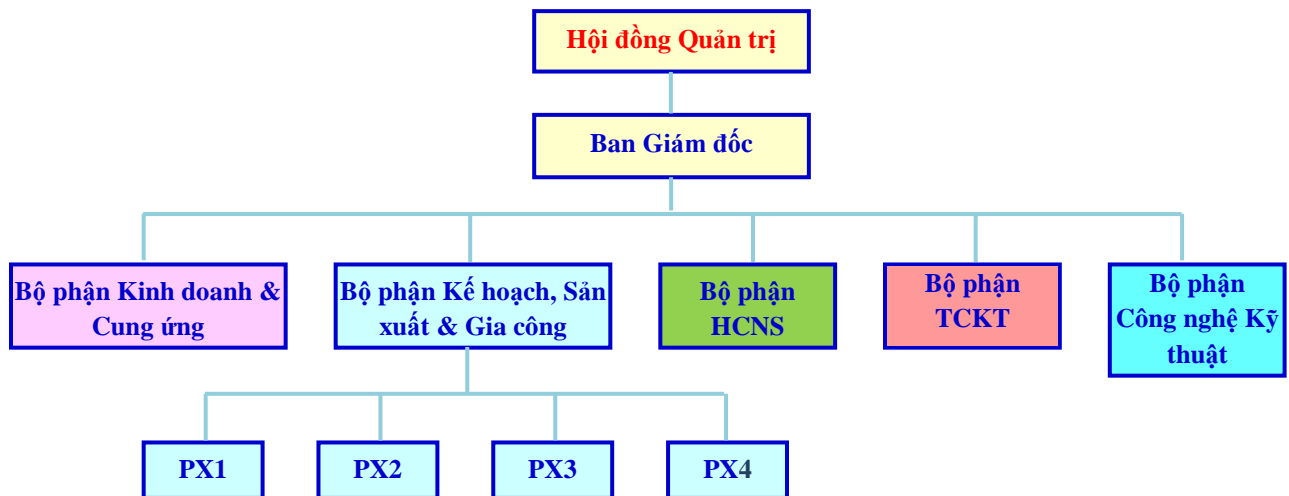 Hội đồng Quản trị
Ban Giám đốc
Bộ phận Kinh doanh &
Cung ứng
Bộ phận Kế hoạch, Sản
xuất & Gia công
Bộ phận
HCNS
Bộ phận
TCKT
Bộ phận
Công nghệ Kỹ
thuật
PX1
PX2
PX3
PX4